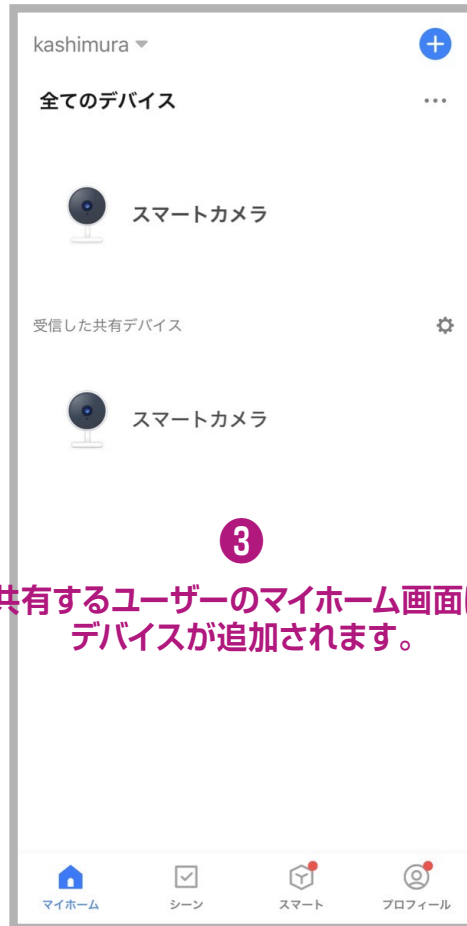 kashimura
全てのデバイス
スマートカメラ
受信した共有デバイス
スマートカメラ
3
共有するユーザーのマイホーム画面に
デバイスが追加されます。
マイホーム
シーン
スマート
プロフィール